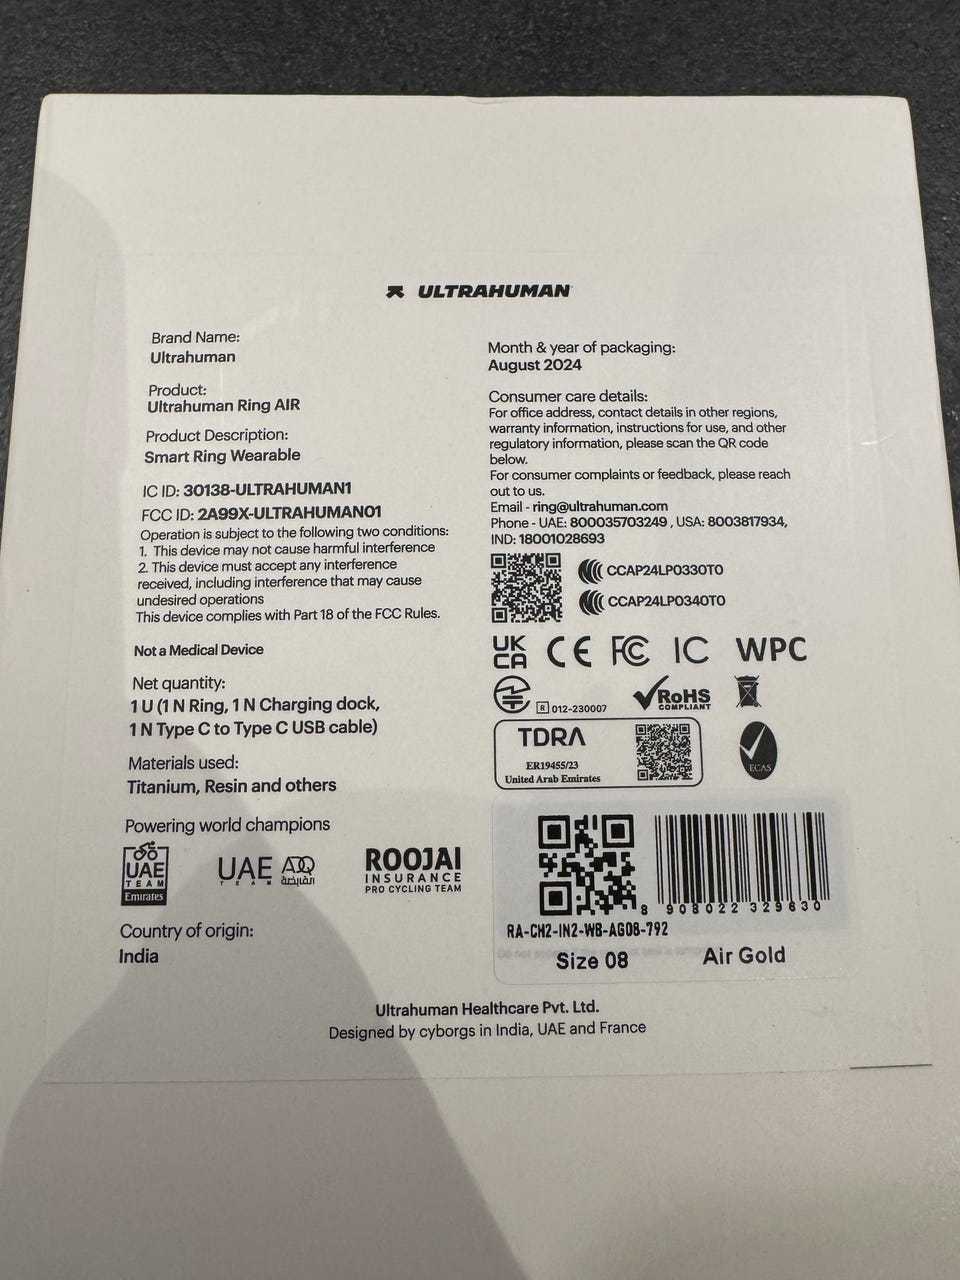 ULTRAHUMAN
Brand Name:
Ultrahuman
Product:
Ultrahuman Ring AIR
Product Description:
Smart Ring Wearable
IC ID: 30138-ULTRAHUMAN1
FCC ID: 2A99X-ULTRAHUMAN01
Operation is subject to the following two conditions:
1. This device may not cause harmful interference
2. This device must accept any interference
received, including interference that may cause
undesired operations
This device complies with Part 18 of the FCC Rules.
Not a Medical Device
Net quantity:
1 U (1 N Ring, 1 N Charging dock,
1 N Type C to Type C USB cable)
Materials used:
Titanium, Resin and others
Powering world champions
UAE
TEAM
Emirates
UAE ADQ
TEAM القابضة
ROOJAI
INSURANCE
PRO CYCLING TEAM
Country of origin:
India
Month & year of packaging:
August 2024
Consumer care details:
For office address, contact details in other regions,
warranty information, instructions for use, and other
regulatory information, please scan the QR code
below.
For consumer complaints or feedback, please reach
out to us.
Email - ring@ultrahuman.com
Phone - UAE: 800035703249 , USA: 8003817934,
IND: 18001028693
CCAP24LP0330T0
CCAP24LP0340T0
UK
CA CE FC IC WPC
R 012-230007
RoHS
COMPLIANT
TDRA
ER19455/23
United Arab Emirates
ECAS
8 908022 329630
RA-CH2-IN2-WB-AG08-792
Size 08 Air Gold
Ultrahuman Healthcare Pvt. Ltd.
Designed by cyborgs in India, UAE and France